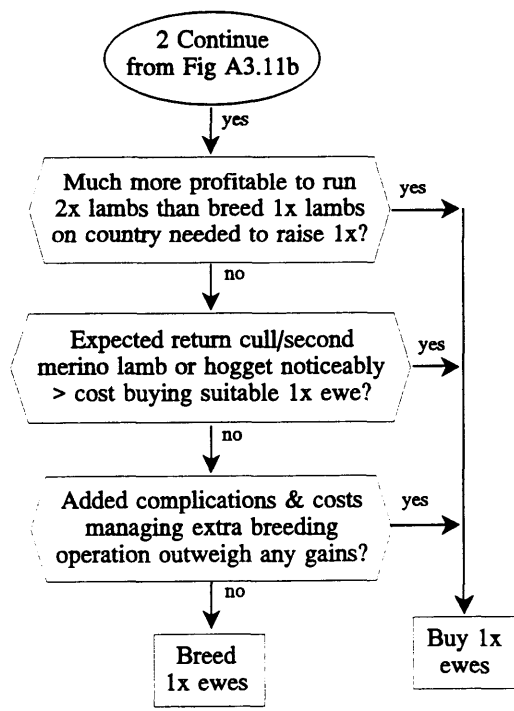 2 Continue
from Fig A3.11b
yes
Much more profitable to run
2x lambs than breed 1x lambs
on country needed to raise 1x?
yes
no
Expected return cull/second
merino lamb or hogget noticeably
> cost buying suitable 1x ewe?
yes
no
Added complications & costs
managing extra breeding
operation outweigh any gains?
yes
no
Breed
1x ewes
Buy 1x
ewes